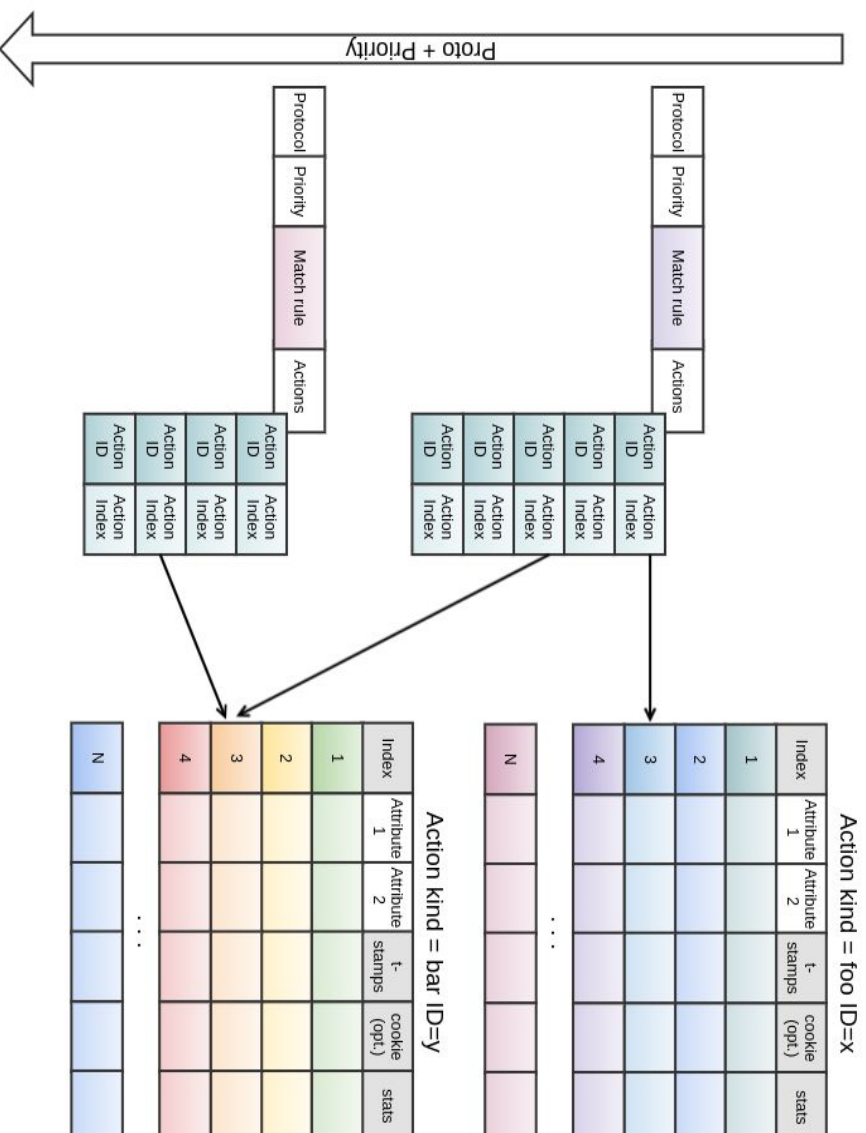 Proto + Priority
Protocol Priority Match rule Actions
Action ID Action Index
Action ID Action Index
Action ID Action Index
Action ID Action Index
Action ID Action Index
Action kind = foo ID=x
Index Attribute 1 Attribute 2 t-stamps cookie (opt.) stats
1
2
3
4
. . .
N
Protocol Priority Match rule Actions
Action ID Action Index
Action ID Action Index
Action ID Action Index
Action ID Action Index
Action kind = bar ID=y
Index Attribute 1 Attribute 2 t-stamps cookie (opt.) stats
1
2
3
4
. . .
N